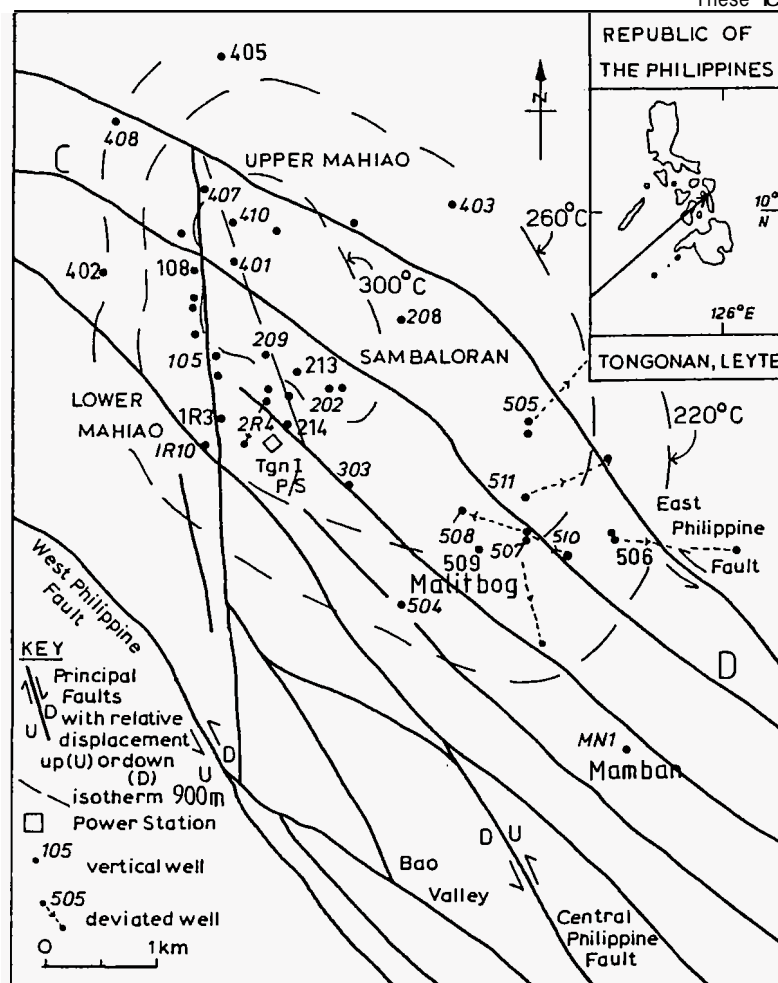 These
REPUBLIC OF
THE PHILIPPINES
10°
N
126°E
TONGONAN, LEYTE
405
N
408
C
UPPER MAHIAO
407
410
403
260°C
402
108
401
300°C
208
209
SAMBALORAN
105
213
LOWER
MAHIAO
202
505
220°C
1R3
2R4
214
IR10
Tgn I
P/S
303
511
East
Philippine
Fault
508
507
510
506
509
Malitbog
504
West Philippine
Fault
D
MN1
Mamban
KEY
Principal
Faults
D
U
with relative
displacement
up (U) or down
(D)
isotherm 900m
Power Station
105
vertical well
505
deviated well
0
1km
D
U
Bao
Valley
D U
Central
Philippine
Fault